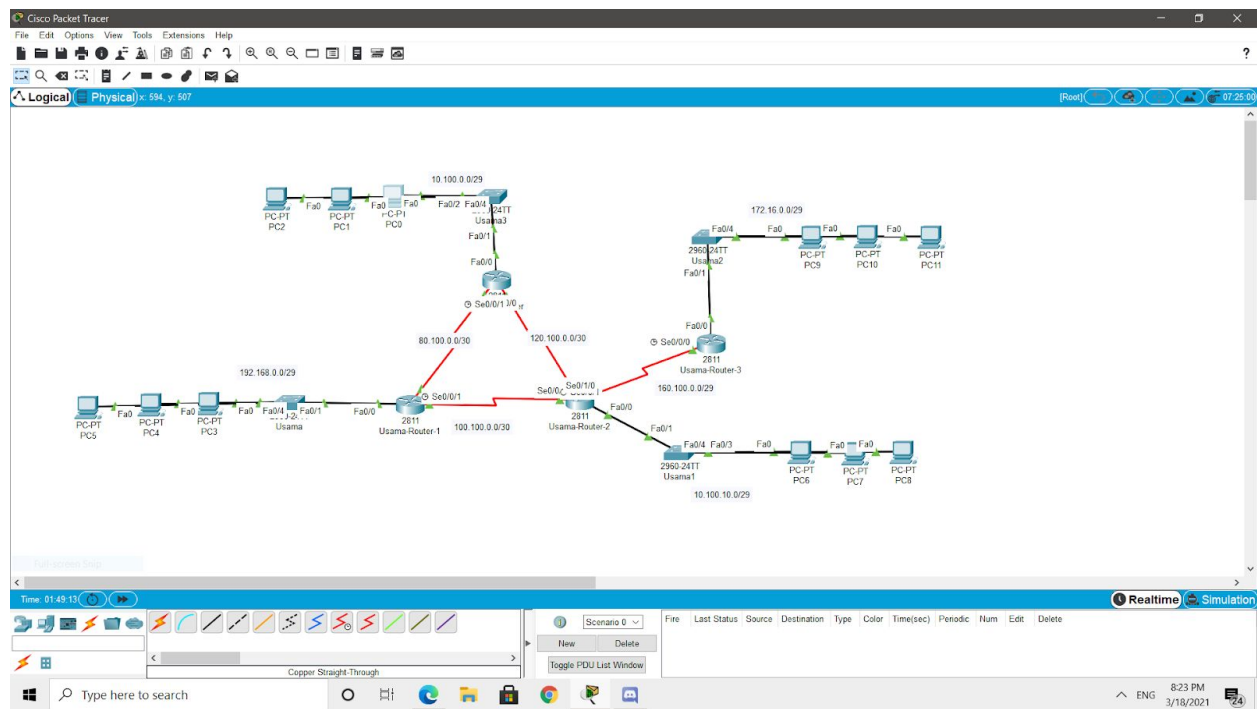 Cisco Packet Tracer
File Edit Options View Tools Extensions Help
?
Logical Physical x: 594, y: 507 [Root] 07:25:00
10.100.0.0/29
Fa0 Fa0 Fa0 Fa0/2 Fa0/4
PC-PT PC-PT 24TT
PC2 PC1 PC0 Usama3
Fa0/1
Fa0/0
Se0/0/1
80.100.0.0/30 120.100.0.0/30
172.16.0.0/29
Fa0/4 Fa0 Fa0 Fa0
2960-24TT PC-PT PC-PT PC-PT
Usama2 PC9 PC10 PC11
Fa0/1
Fa0/0
Se0/0/0
2811
Usama-Router-3
160.100.0.0/29
192.168.0.0/29
Fa0 Fa0 Fa0 Fa0/4 Fa0/1 Fa0/0 Se0/0/1
PC-PT PC-PT PC-PT
PC5 PC4 PC3 Usama
2811
Usama-Router-1
100.100.0.0/30
Se0/1/0
Fa0/0
2811
Usama-Router-2
Fa0/1
Fa0/4 Fa0/3 Fa0 Fa0 Fa0
2960-24TT PC-PT PC-PT PC-PT
Usama1 PC6 PC7 PC8
10.100.10.0/29
Full-screen Snip
Time: 01:49:13 Realtime Simulation
Scenario 0
New Delete
Toggle PDU List Window
Fire Last Status Source Destination Type Color Time(sec) Periodic Num Edit Delete
Copper Straight-Through
Type here to search
ENG
8:23 PM
3/18/2021
24